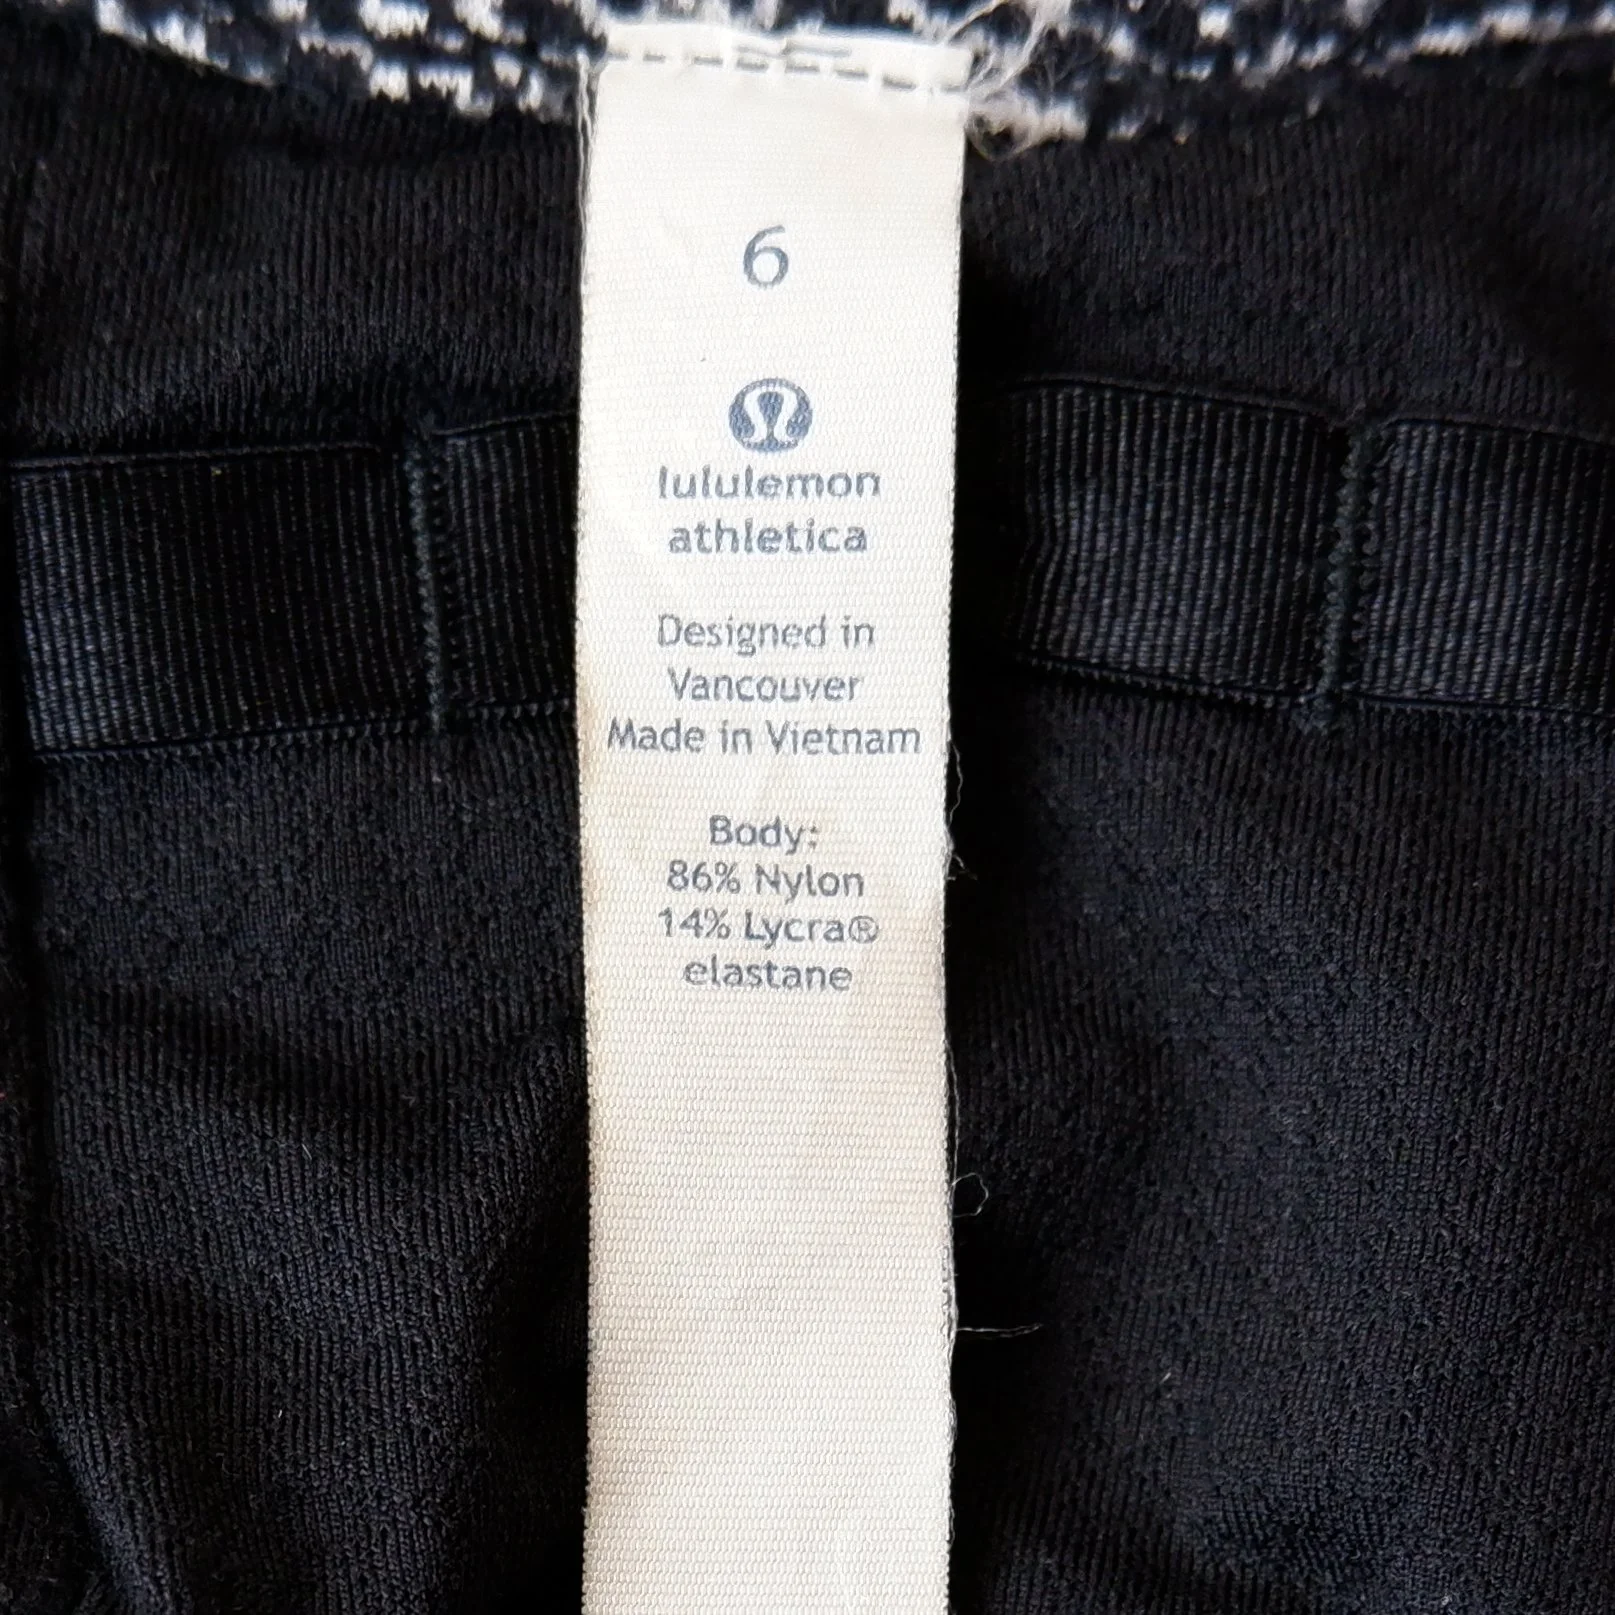 6
lululemon
athletica
Designed in
Vancouver
Made in Vietnam
Body:
86% Nylon
14% Lycra®
elastane